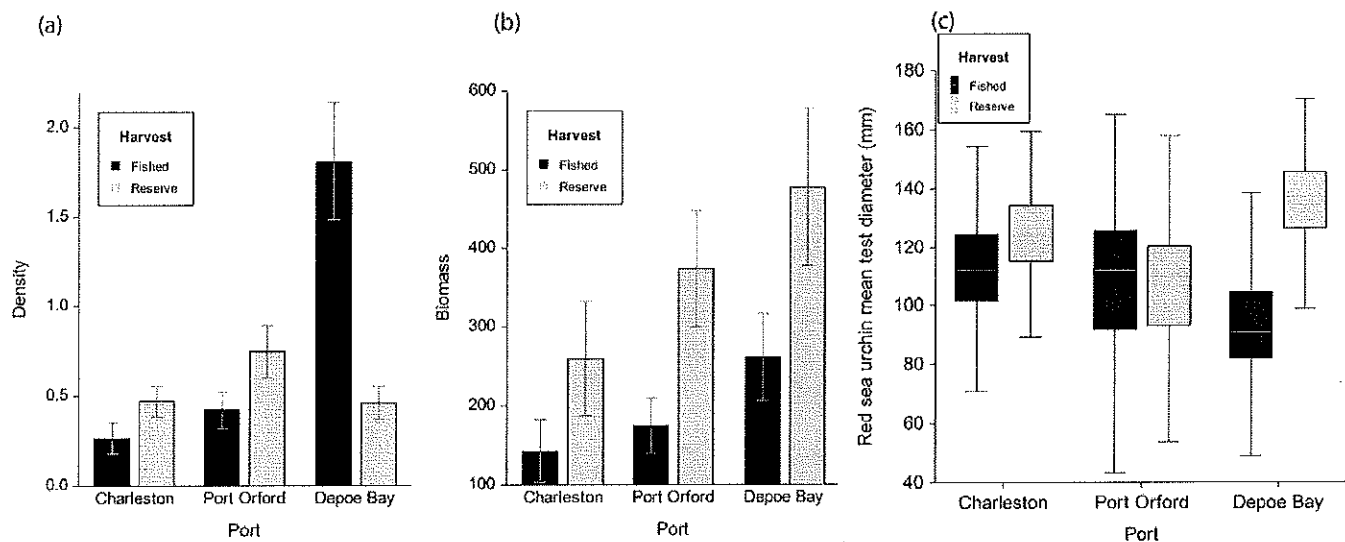 (a)
Harvest
Fished
Reserve
2.0
1.5
1.0
0.5
0.0
Density
Charleston
Port Orford
Depoe Bay
Port
(b)
Harvest
Fished
Reserve
600
500
400
300
200
100
Biomass
Charleston
Port Orford
Depoe Bay
Port
(c)
Harvest
Fished
Reserve
180
160
140
120
100
80
60
40
Red sea urchin mean test diameter (mm)
Charleston
Port Orford
Depoe Bay
Port